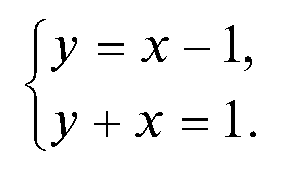 y = x − 1,
y + x = 1.